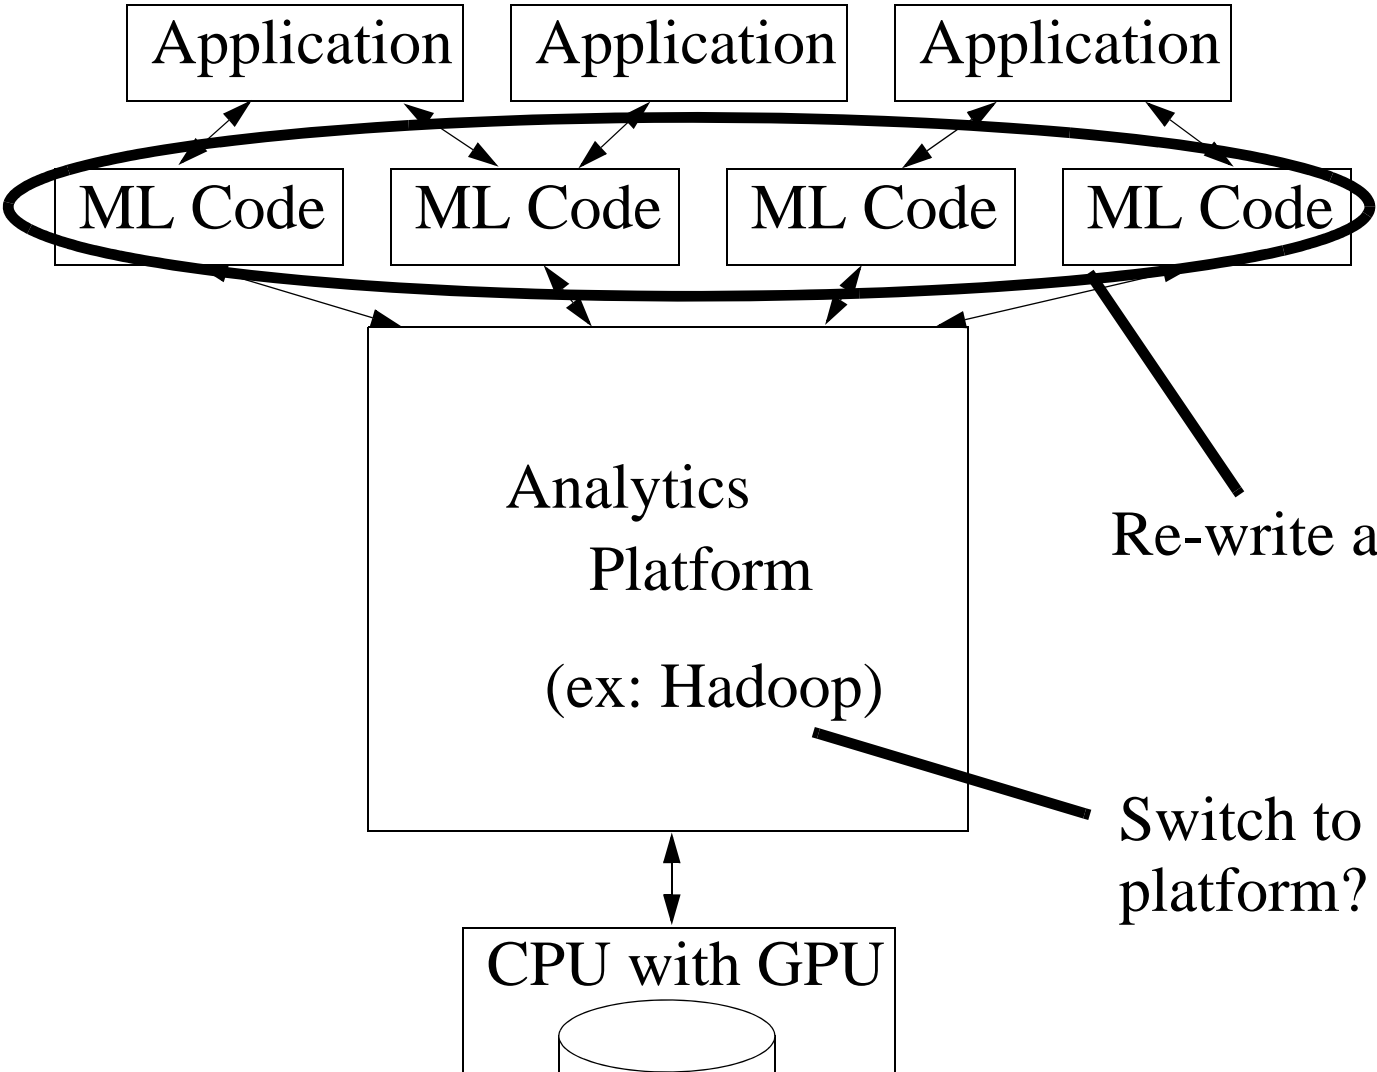 Application Application Application
ML Code ML Code ML Code ML Code
Analytics
Re-write a
Platform
(ex: Hadoop)
Switch to
platform?
CPU with GPU